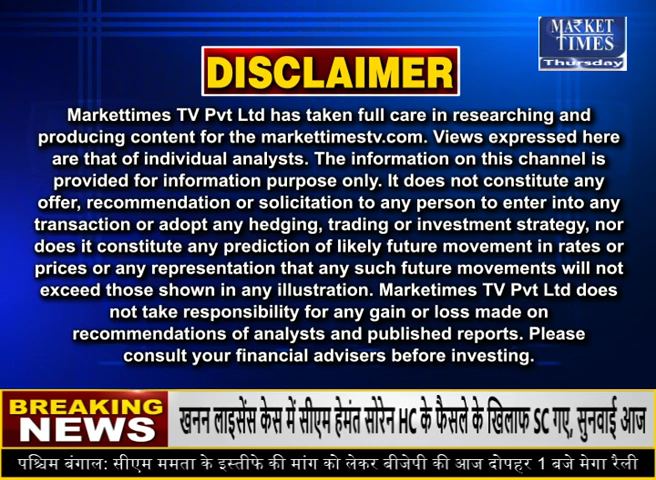 MARKET
TIMES
Thursday
DISCLAIMER
Markettimes TV Pvt Ltd has taken full care in researching and
producing content for the markettimestv.com. Views expressed here
are that of individual analysts. The information on this channel is
provided for information purpose only. It does not constitute any
offer, recommendation or solicitation to any person to enter into any
transaction or adopt any hedging, trading or investment strategy, nor
does it constitute any prediction of likely future movement in rates or
prices or any representation that any such future movements will not
exceed those shown in any illustration. Marketimes TV Pvt Ltd does
not take responsibility for any gain or loss made on
recommendations of analysts and published reports. Please
consult your financial advisers before investing.
BREAKING
NEWS
खनन लाइसेंस केस में सीएम हेमंत सोरेन HC के फैसले के खिलाफ SC गए, सुनवाई आज
पश्चिम बंगाल: सीएम ममता के इस्तीफे की मांग को लेकर बीजेपी की आज दोपहर 1 बजे मेगा रैली